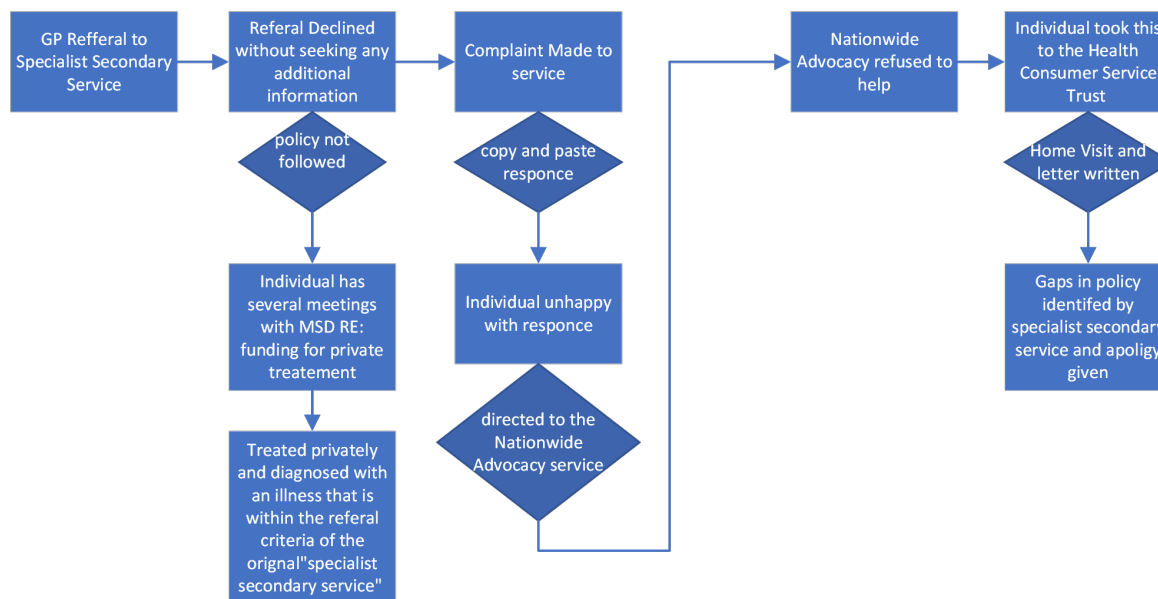 GP Refferal to
Specialist Secondary
Service
Referal Declined
without seeking any
additional
information
policy not
followed
Individual has
several meetings
with MSD RE:
funding for private
treatement
Treated privately
and diagnosed with
an illness that is
within the referal
criteria of the
orignal"specialist
secondary service"
Complaint Made to
service
copy and paste
responce
Individual unhappy
with responce
directed to the
Nationwide
Advocacy service
Nationwide
Advocacy refused to
help
Individual took this
to the Health
Consumer Service
Trust
Home Visit and
letter written
Gaps in policy
identifed by
specialist secondary
service and apoligy
given